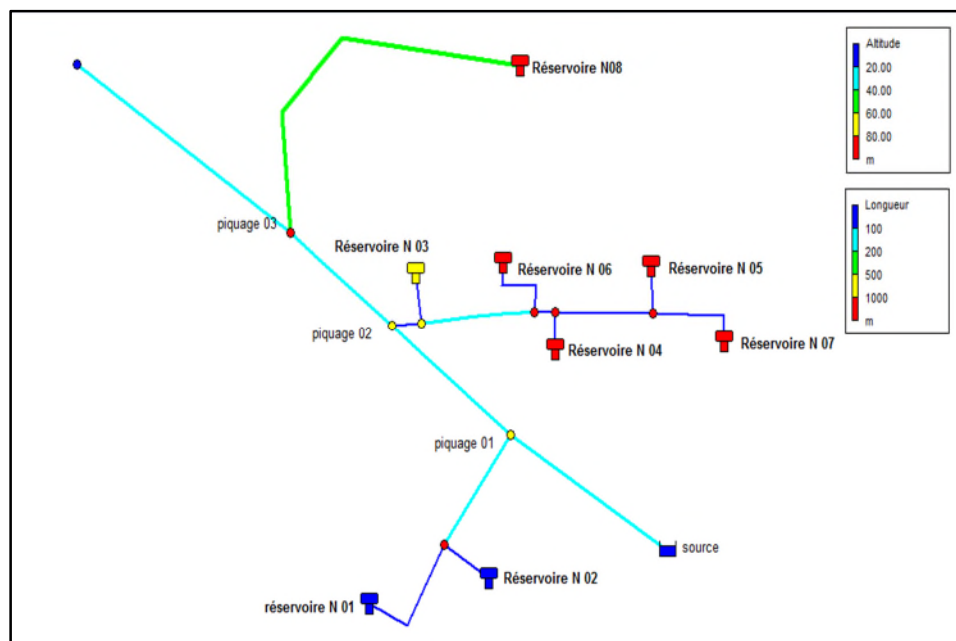 Réservoire N08
piquage 03
Réservoire N 03
Réservoire N 06
Réservoire N 05
piquage 02
Réservoire N 04
Réservoire N 07
piquage 01
source
Réservoire N 02
réservoire N 01
Altitude
20.00
40.00
60.00
80.00
m
Longueur
100
200
500
1000
m